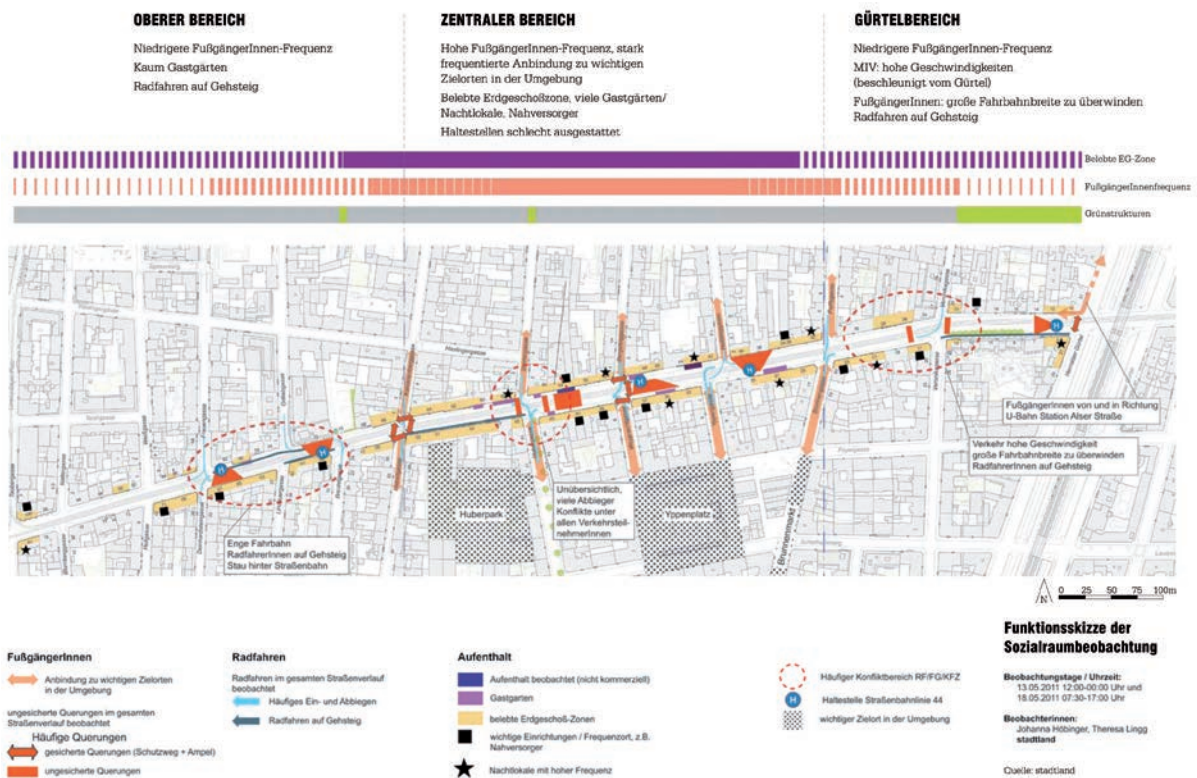 OBERER BEREICH
Niedrigere FußgängerInnen-Frequenz
Kaum Gastgärten
Radfahren auf Gehsteig
ZENTRALER BEREICH
Hohe FußgängerInnen-Frequenz, stark
frequentierte Anbindung zu wichtigen
Zielorten in der Umgebung
Belebte Erdgeschoßzone, viele Gastgärten/
Nachtlokale, Nahversorger
Haltestellen schlecht ausgestattet
GÜRTELBEREICH
Niedrigere FußgängerInnen-Frequenz
MIV: hohe Geschwindigkeiten
(beschleunigt vom Gürtel)
FußgängerInnen: große Fahrbahnbreite zu überwinden
Radfahren auf Gehsteig
Belebte EG-Zone
FußgängerInnenfrequenz
Grünstrukturen
H
H
H
H
H
FußgängerInnen von und in Richtung
U-Bahn Station Alser Straße
Verkehr hohe Geschwindigkeit
große Fahrbahnbreite zu überwinden
RadfahrerInnen auf Gehsteig
Unübersichtlich,
viele Abbieger
Konflikte unter
allen Verkehrsteil-
nehmerInnen
Huberpark
Yppenplatz
Brunnenmarkt
Enge Fahrbahn
RadfahrerInnen auf Gehsteig
Stau hinter Straßenbahn
N
0 25 50 75 100m
FußgängerInnen
Anbindung zu wichtigen Zielorten
in der Umgebung
ungesicherte Querungen im gesamten
Straßenverlauf beobachtet
Häufige Querungen
gesicherte Querungen (Schutzweg + Ampel)
ungesicherte Querungen
Radfahren
Radfahren im gesamten Straßenverlauf
beobachtet
Häufiges Ein- und Abbiegen
Radfahren auf Gehsteig
Aufenthalt
Aufenthalt beobachtet (nicht kommerziell)
Gastgarten
belebte Erdgeschoß-Zonen
wichtige Einrichtungen / Frequenzort, z.B.
Nahversorger
Nachtlokale mit hoher Frequenz
Häufiger Konfliktbereich RF/FG/KFZ
H
Haltestelle Straßenbahnlinie 44
wichtiger Zielort in der Umgebung
Funktionsskizze der
Sozialraumbeobachtung
Beobachtungstage / Uhrzeit:
13.05.2011 12:00-00:00 Uhr und
18.05.2011 07:30-17:00 Uhr
Beobachterinnen:
Johanna Höbinger, Theresa Lingg
stadtland
Quelle: stadtland